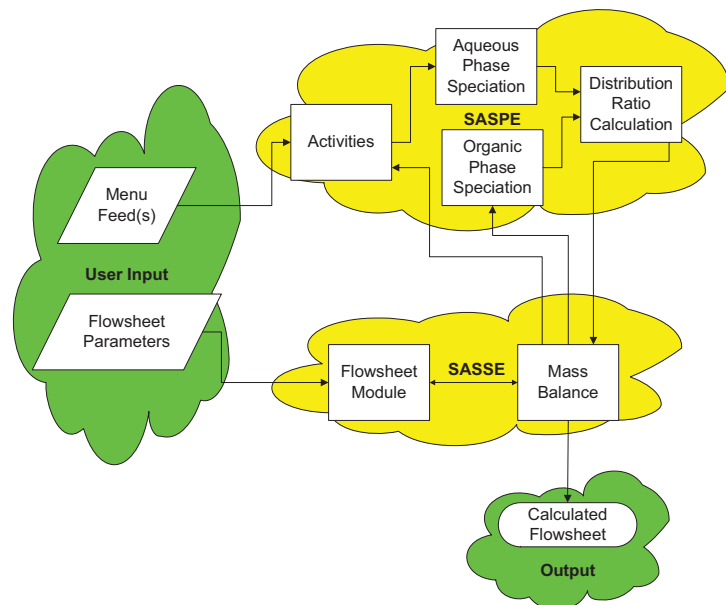 Aqueous
Phase
Speciation
Distribution
Ratio
Calculation
SASPE
Activities
Organic
Phase
Speciation
Menu
Feed(s)
User Input
Flowsheet
Parameters
Flowsheet
Module
SASSE
Mass
Balance
Calculated
Flowsheet
Output